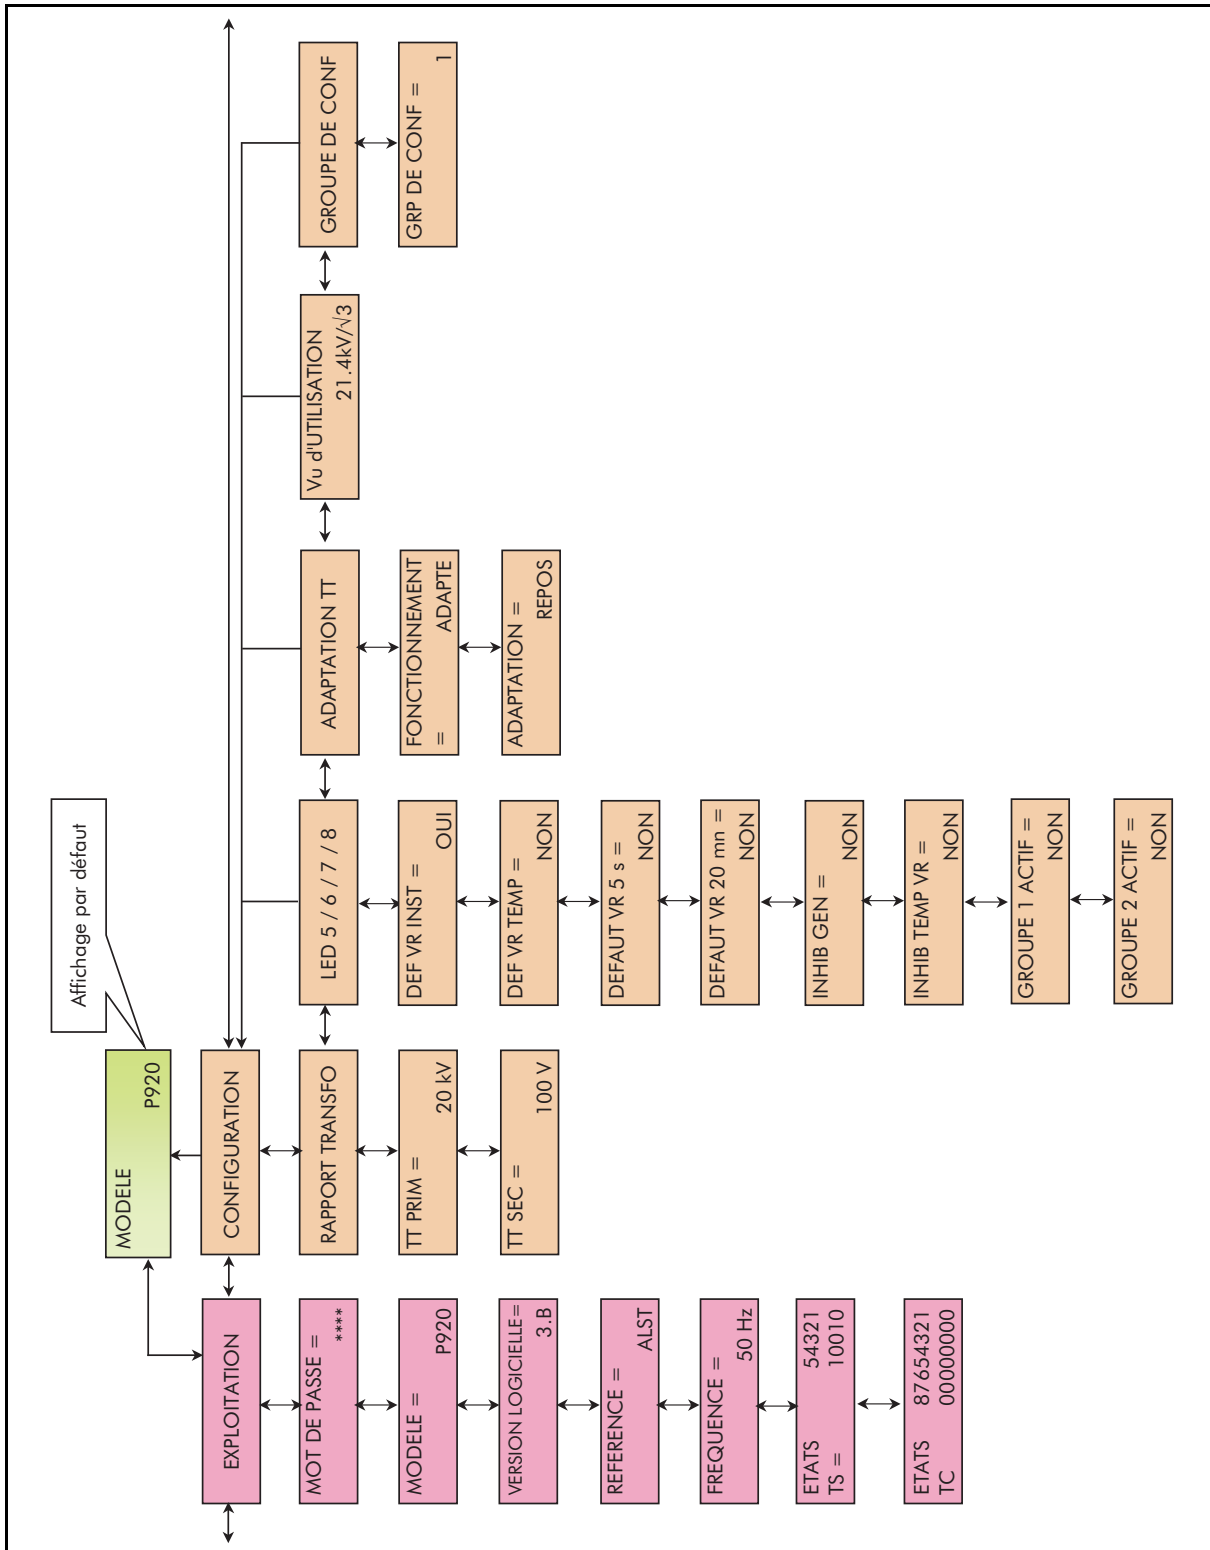 Affichage par défaut
MODELE
P920
EXPLOITATION
MOT DE PASSE =
****
MODELE =
P920
VERSION LOGICIELLE=
3.B
REFERENCE =
ALST
FREQUENCE =
50 Hz
ETATS 54321
TS = 10010
ETATS 87654321
TC 00000000
CONFIGURATION
RAPPORT TRANSFO
TT PRIM =
20 kV
TT SEC =
100 V
LED 5 / 6 / 7 / 8
DEF VR INST =
OUI
DEF VR TEMP =
NON
DEFAUT VR 5 s =
NON
DEFAUT VR 20 mn =
NON
INHIB GEN =
NON
INHIB TEMP VR =
NON
GROUPE 1 ACTIF =
NON
GROUPE 2 ACTIF =
NON
ADAPTATION TT
FONCTIONNEMENT
= ADAPTE
ADAPTATION =
REPOS
Vu d'UTILISATION
21.4kV/√3
GROUPE DE CONF
GRP DE CONF =
1